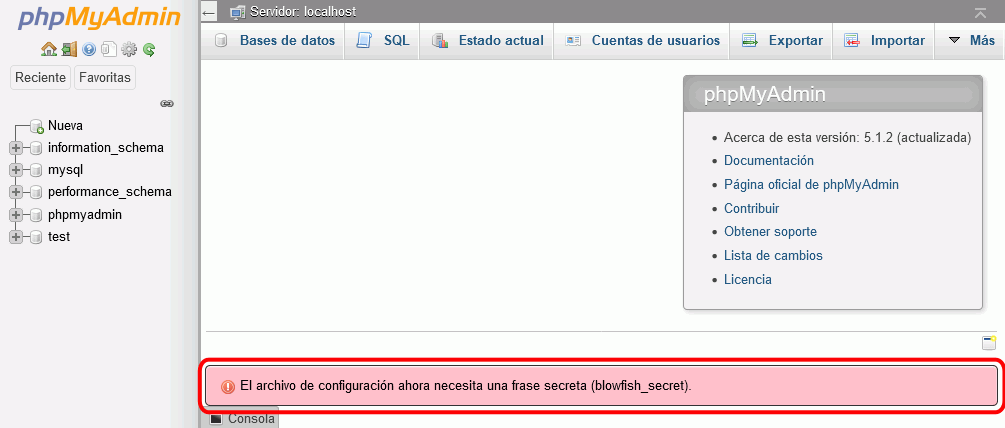 phpMyAdmin
Reciente Favoritas
Nueva
information_schema
mysql
performance_schema
phpmyadmin
test
Servidor: localhost
Bases de datos SQL Estado actual Cuentas de usuarios Exportar Importar Más
phpMyAdmin
Acerca de esta versión: 5.1.2 (actualizada)
Documentación
Página oficial de phpMyAdmin
Contribuir
Obtener soporte
Lista de cambios
Licencia
El archivo de configuración ahora necesita una frase secreta (blowfish_secret).
Consola